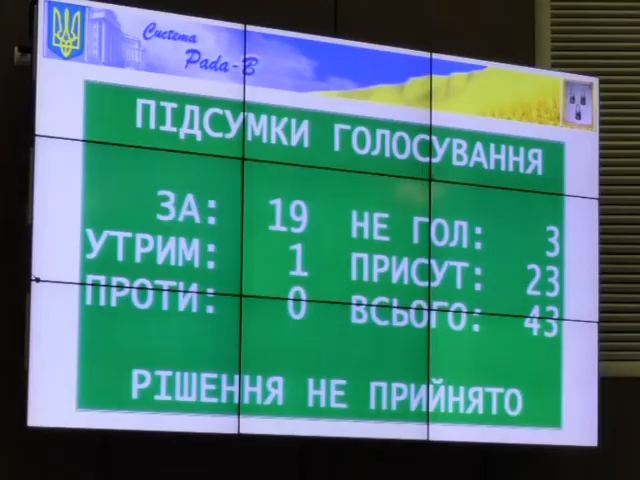 Система
Рада-В
ПІДСУМКИ ГОЛОСУВАННЯ
ЗА: 19 НЕ ГОЛ: 3
УТРИМ: 1 ПРИСУТ: 23
ПРОТИ: 0 ВСЬОГО: 43
РІШЕННЯ НЕ ПРИЙНЯТО